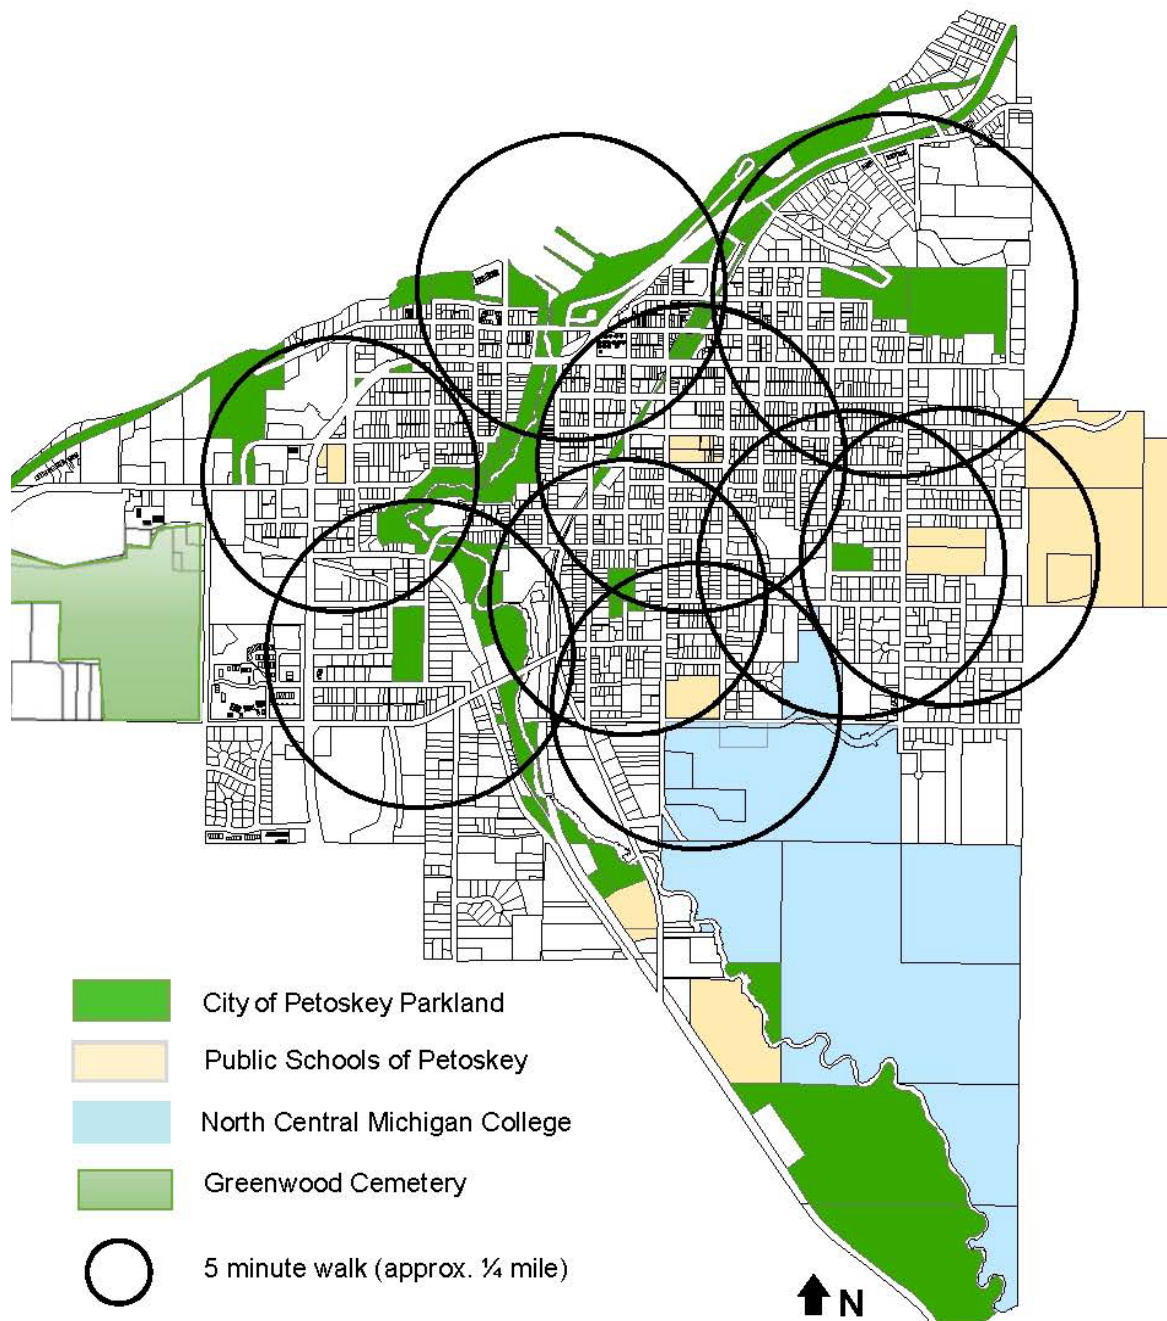 City of Petoskey Parkland
Public Schools of Petoskey
North Central Michigan College
Greenwood Cemetery
5 minute walk (approx. ¼ mile)
N